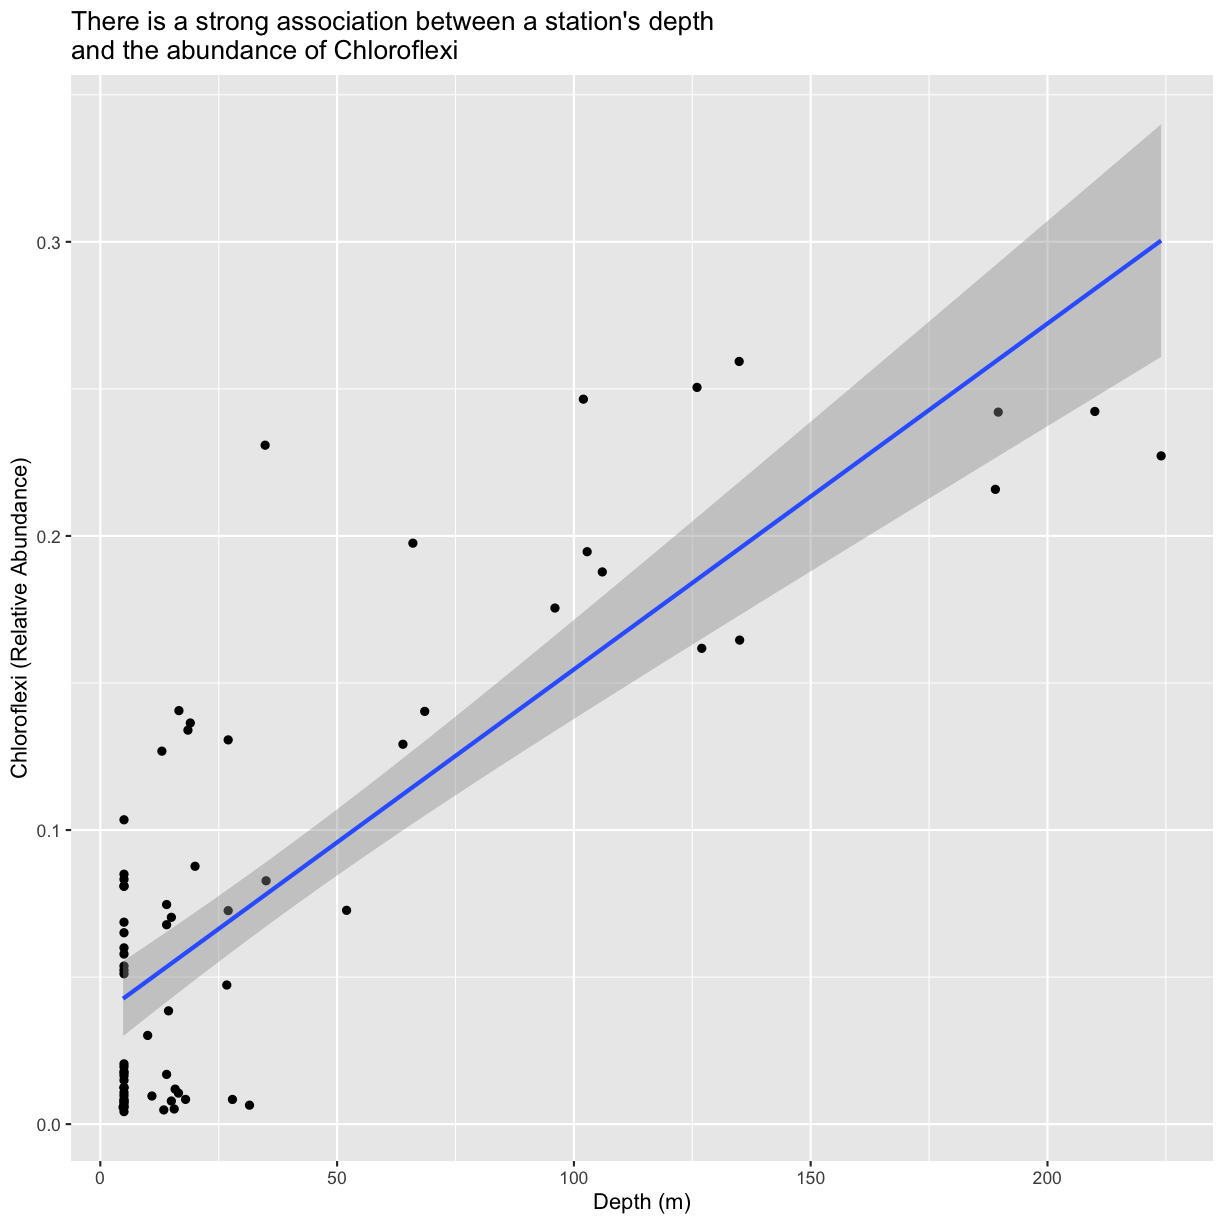 There is a strong association between a station's depth
and the abundance of Chloroflexi
Chloroflexi (Relative Abundance)
0.3
0.2
0.1
0.0
0 50 100 150 200
Depth (m)